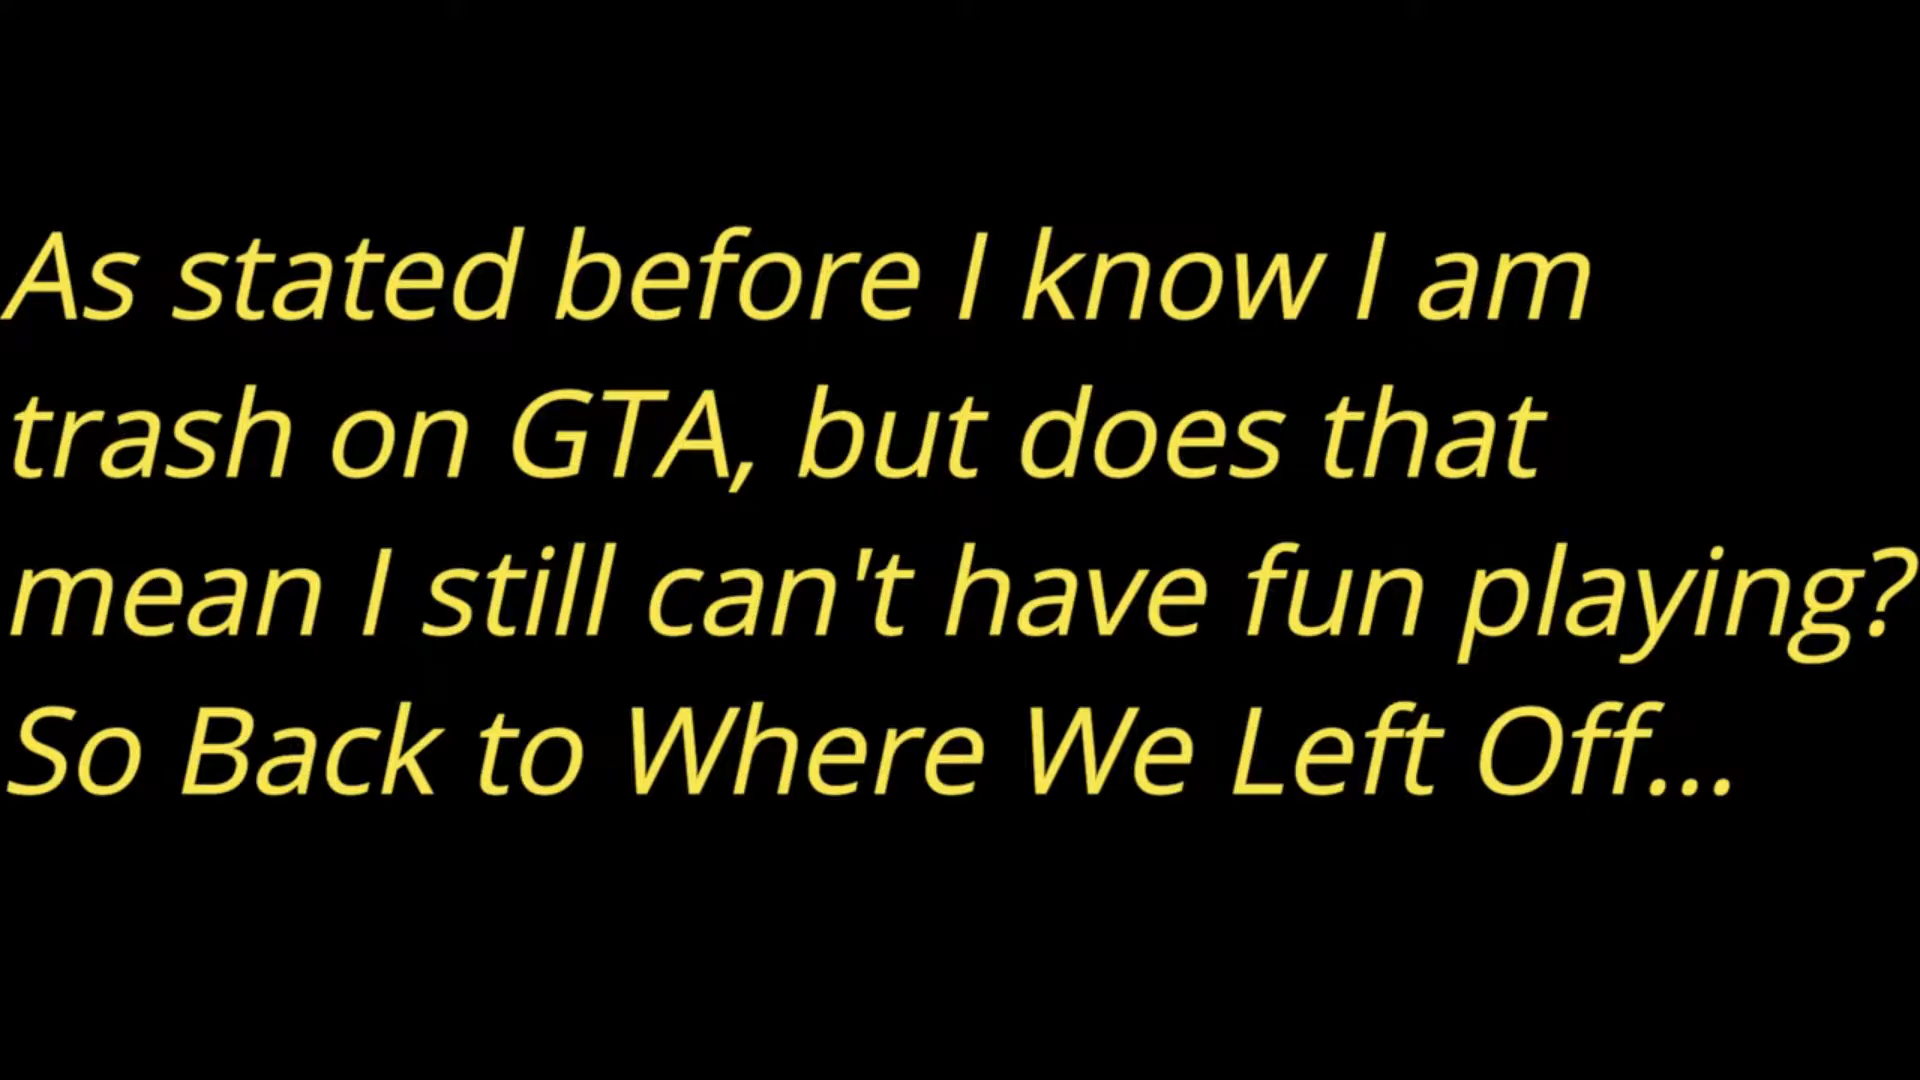 As stated before I know I am
trash on GTA, but does that
mean I still can't have fun playing?
So Back to Where We Left Off...